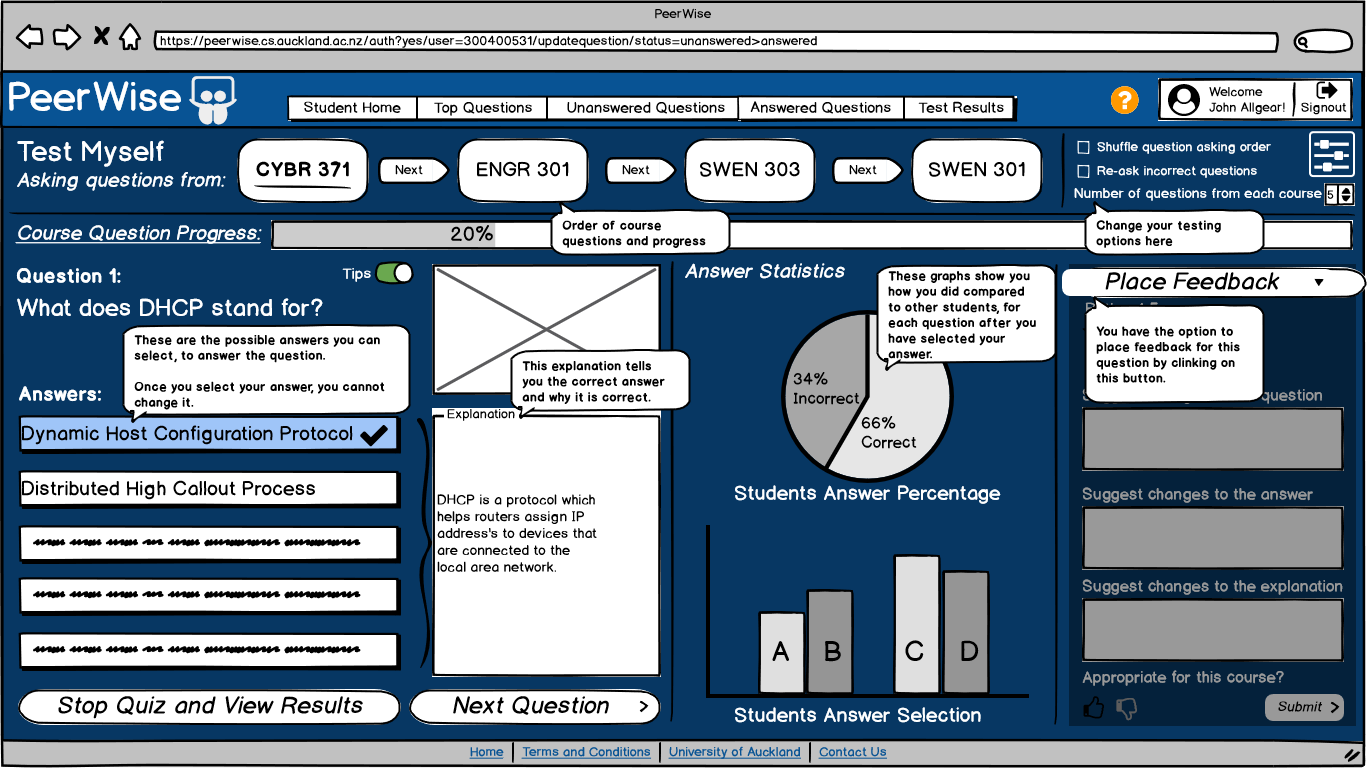 PeerWise
https://peerwise.cs.auckland.ac.nz/auth?yes/user=300400531/updatequestion/status=unanswered>answered
PeerWise
Student Home
Top Questions
Unanswered Questions
Answered Questions
Test Results
?
Welcome
John Allgear!
Signout
Test Myself
Asking questions from:
CYBR 371
Next
ENGR 301
Next
SWEN 303
Next
SWEN 301
Shuffle question asking order
Re-ask incorrect questions
Number of questions from each course
5
Course Question Progress:
20%
Order of course
questions and progress
Change your testing
options here
Question 1:
Tips
What does DHCP stand for?
These are the possible answers you can
select, to answer the question.
Once you select your answer, you cannot
change it.
Answers:
Dynamic Host Configuration Protocol
Distributed High Callout Process
This explanation tells
you the correct answer
and why it is correct.
Explanation
DHCP is a protocol which
helps routers assign IP
address's to devices that
are connected to the
local area network.
Stop Quiz and View Results
Next Question >
Answer Statistics
These graphs show you
how you did compared
to other students, for
each question after you
have selected your
answer.
34%
Incorrect
66%
Correct
Students Answer Percentage
A
B
C
D
Students Answer Selection
Place Feedback
You have the option to
place feedback for this
question by clinking on
this button.
question
Suggest changes to the answer
Suggest changes to the explanation
Appropriate for this course?
Submit >
Home
Terms and Conditions
University of Auckland
Contact Us